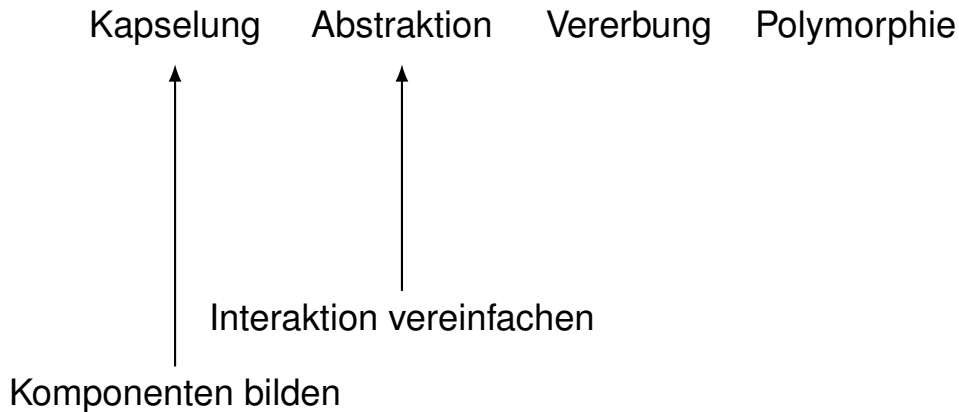 Kapselung Abstraktion Vererbung Polymorphie
Interaktion vereinfachen
Komponenten bilden